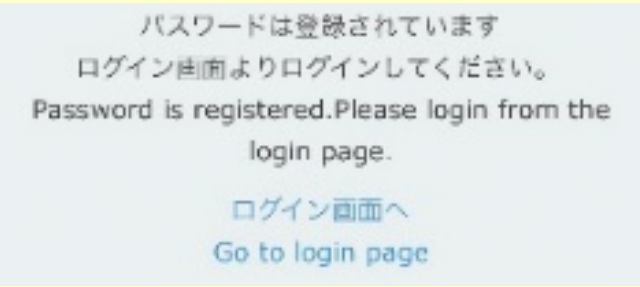 パスワードは登録されています
ログイン画面よりログインしてください。
Password is registered.Please login from the
login page.
ログイン画面へ
Go to login page